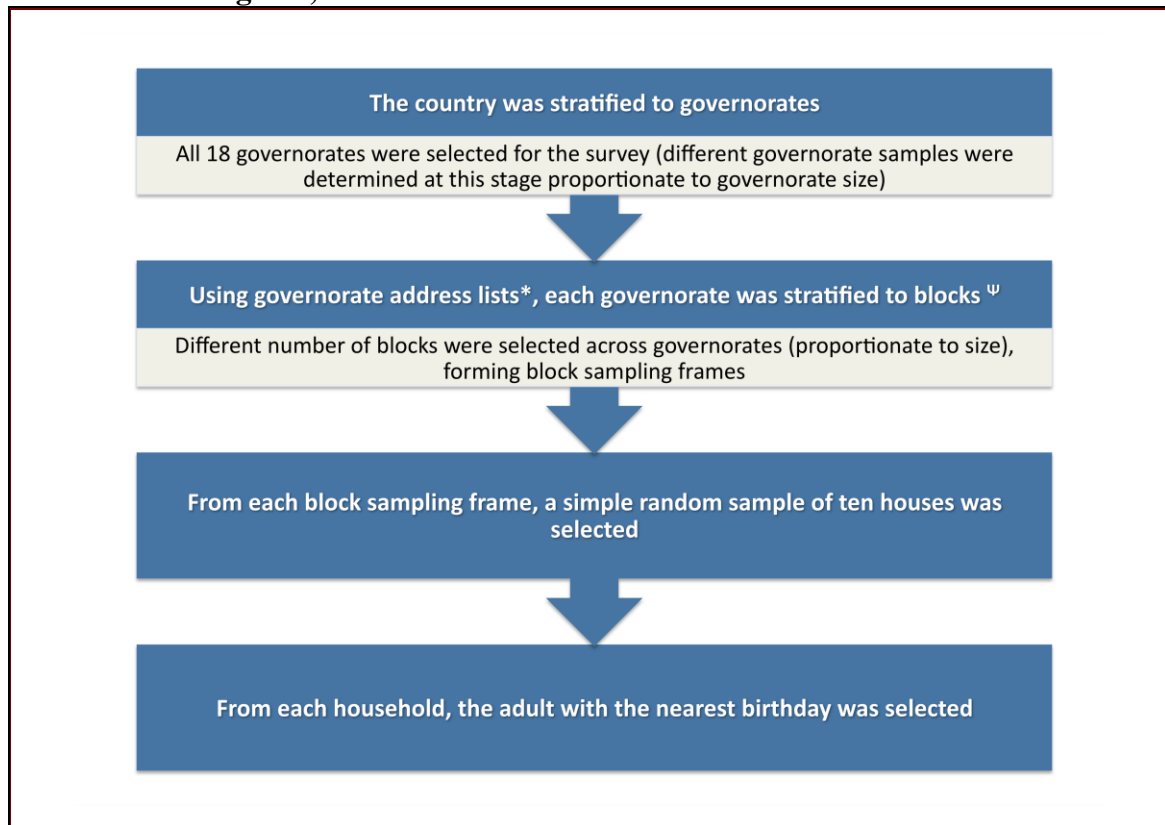 The country was stratified to governorates
All 18 governorates were selected for the survey (different governorate samples were
determined at this stage proportionate to governorate size)
Using governorate address lists*, each governorate was stratified to blocks Ψ
Different number of blocks were selected across governorates (proportionate to size),
forming block sampling frames
From each block sampling frame, a simple random sample of ten houses was
selected
From each household, the adult with the nearest birthday was selected